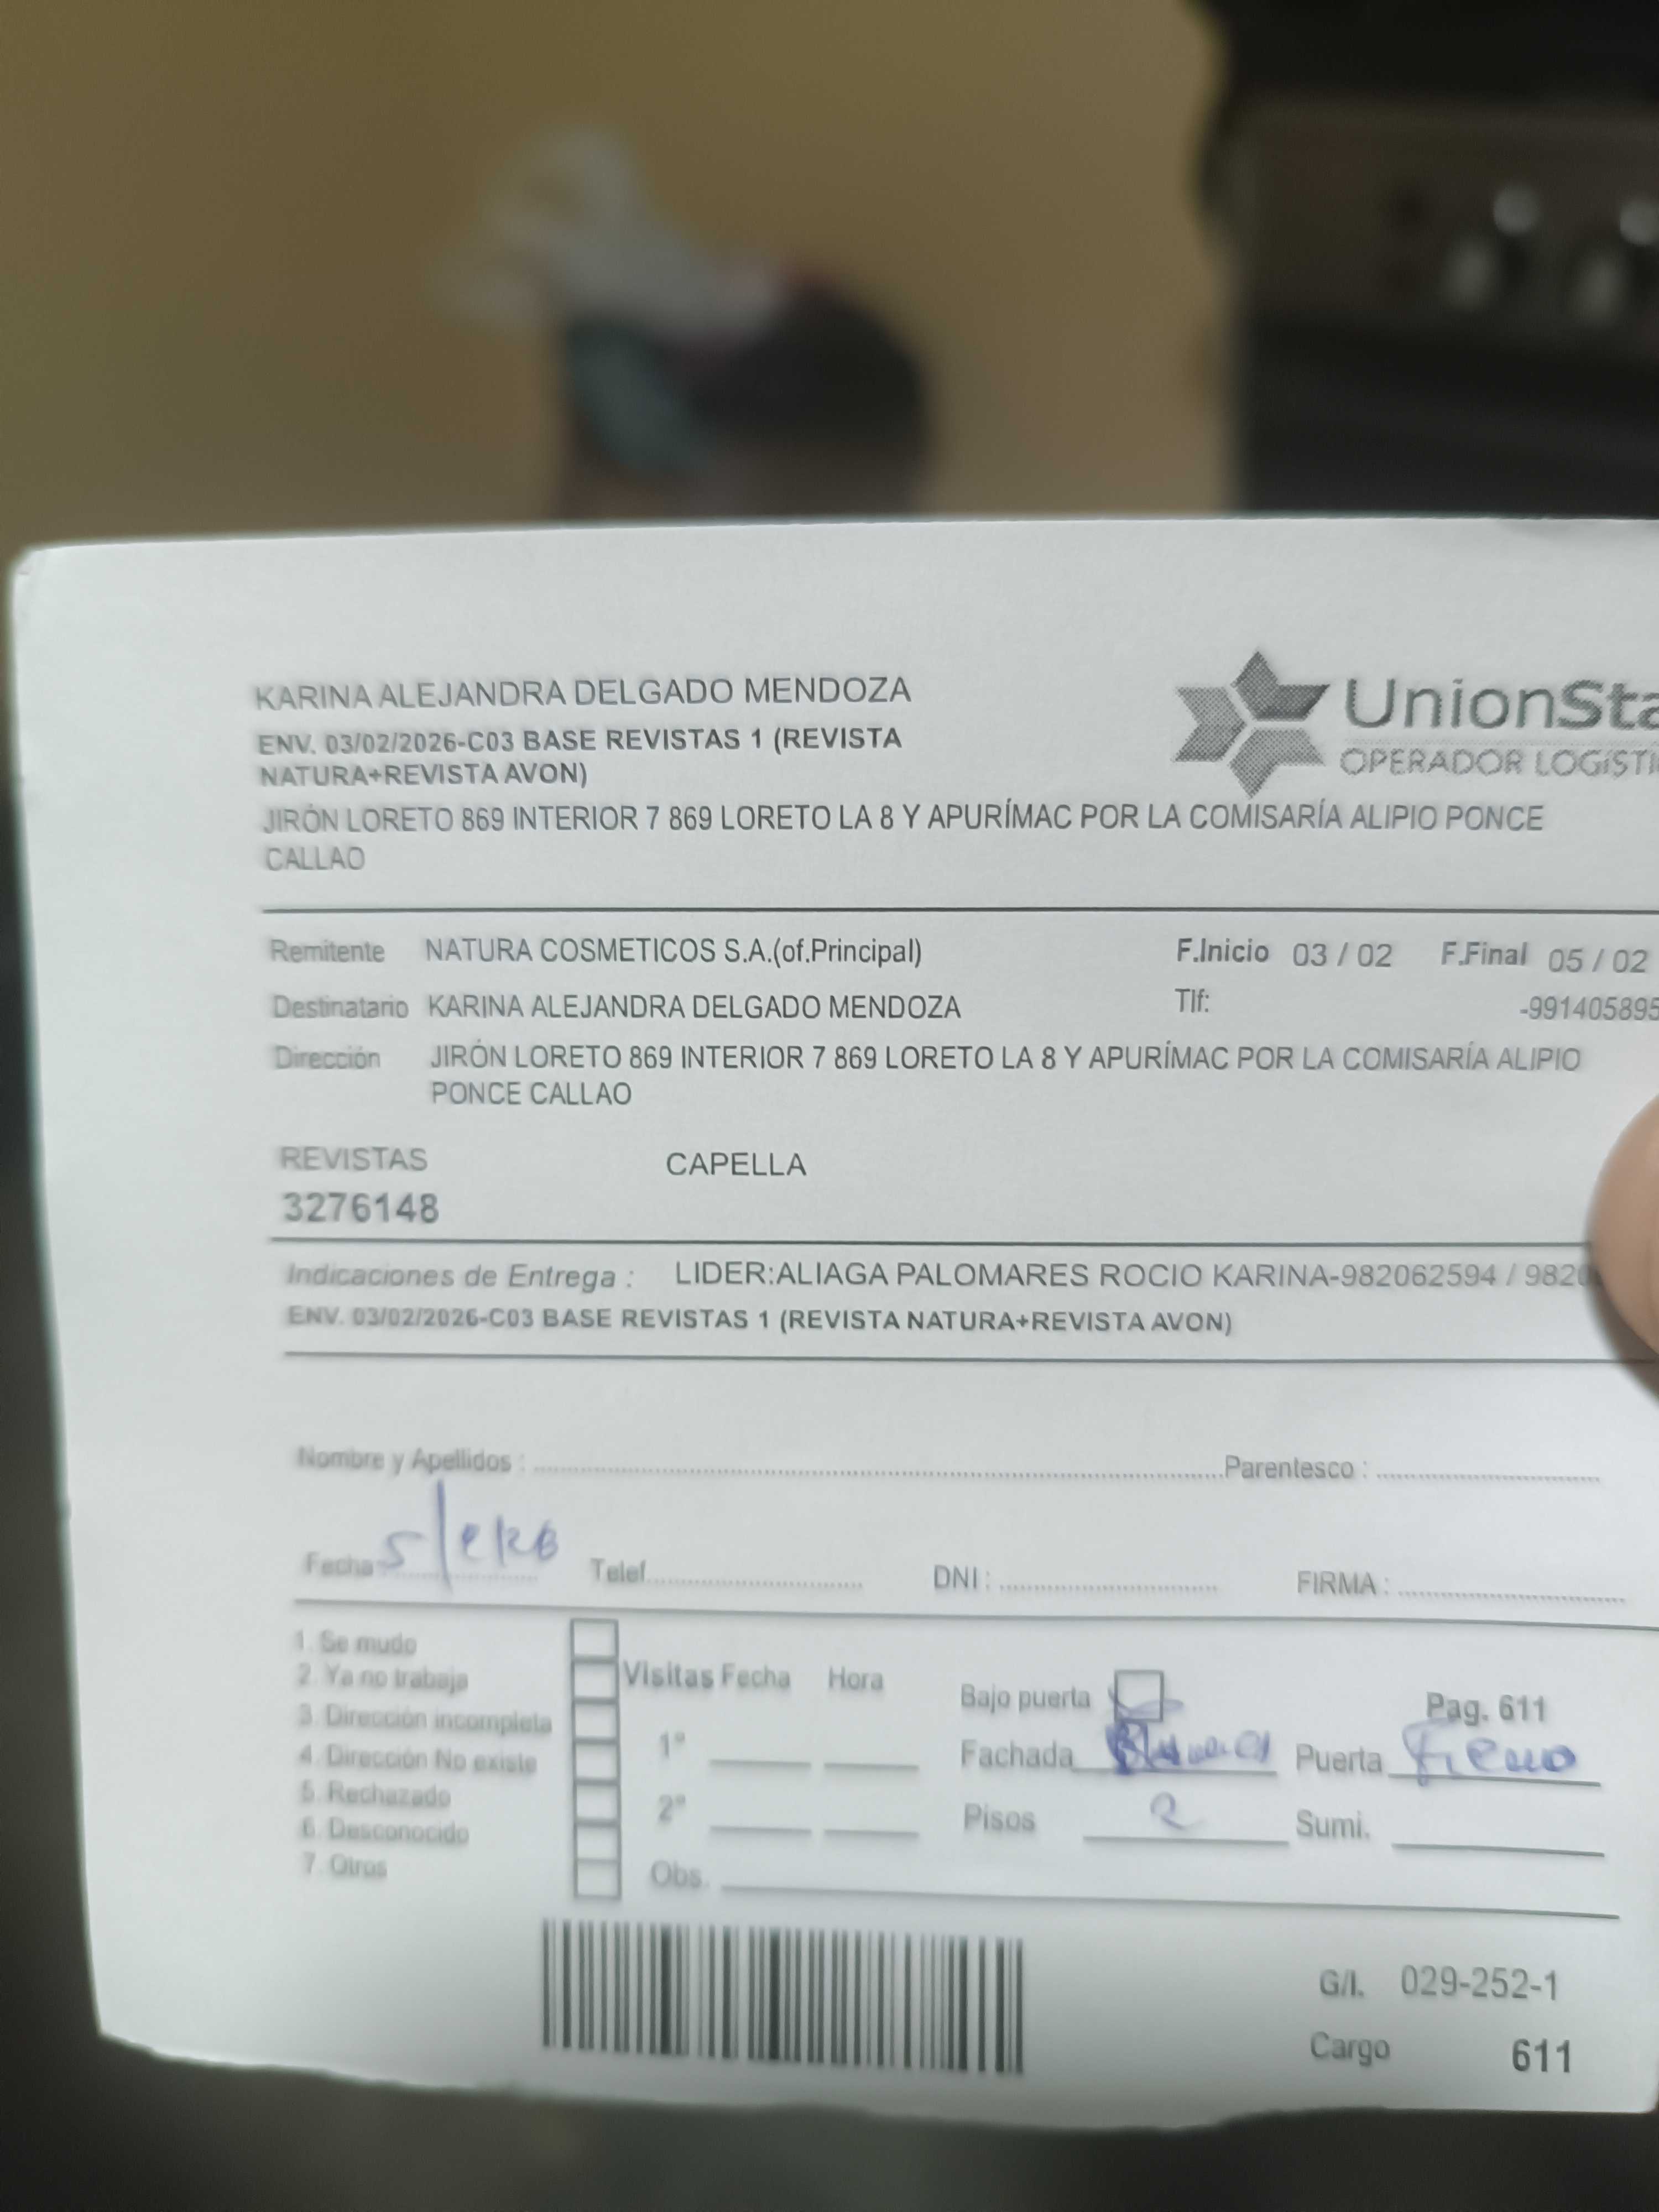 KARINA ALEJANDRA DELGADO MENDOZA
ENV. 03/02/2026-C03 BASE REVISTAS 1 (REVISTA
NATURA+REVISTA AVON)
JIRÓN LORETO 869 INTERIOR 7 869 LORETO LA 8 Y APURÍMAC POR LA COMISARÍA ALIPIO PONCE
CALLAO
UnionSta
OPERADOR LOGÍSTI
Remitente NATURA COSMETICOS S.A.(of.Principal) F.Inicio 03 / 02 F.Final 05 / 02
Destinatario KARINA ALEJANDRA DELGADO MENDOZA Tlf: -991405895
Dirección JIRÓN LORETO 869 INTERIOR 7 869 LORETO LA 8 Y APURÍMAC POR LA COMISARÍA ALIPIO
PONCE CALLAO
REVISTAS CAPELLA
3276148
Indicaciones de Entrega : LIDER:ALIAGA PALOMARES ROCIO KARINA-982062594 / 982
ENV. 03/02/2026-C03 BASE REVISTAS 1 (REVISTA NATURA+REVISTA AVON)
Nombre y Apellidos : Parentesco :
Fecha Telef. DNI : FIRMA :
1. Se mudo
2. Ya no trabaja
3. Dirección incompleta
4. Dirección No existe
5. Rechazado
6. Desconocido
7. Otros
Visitas Fecha Hora
1°
2°
Obs.
Bajo puerta Pag. 611
Fachada Puerta
Pisos 2 Sumi.
G/I. 029-252-1
Cargo 611